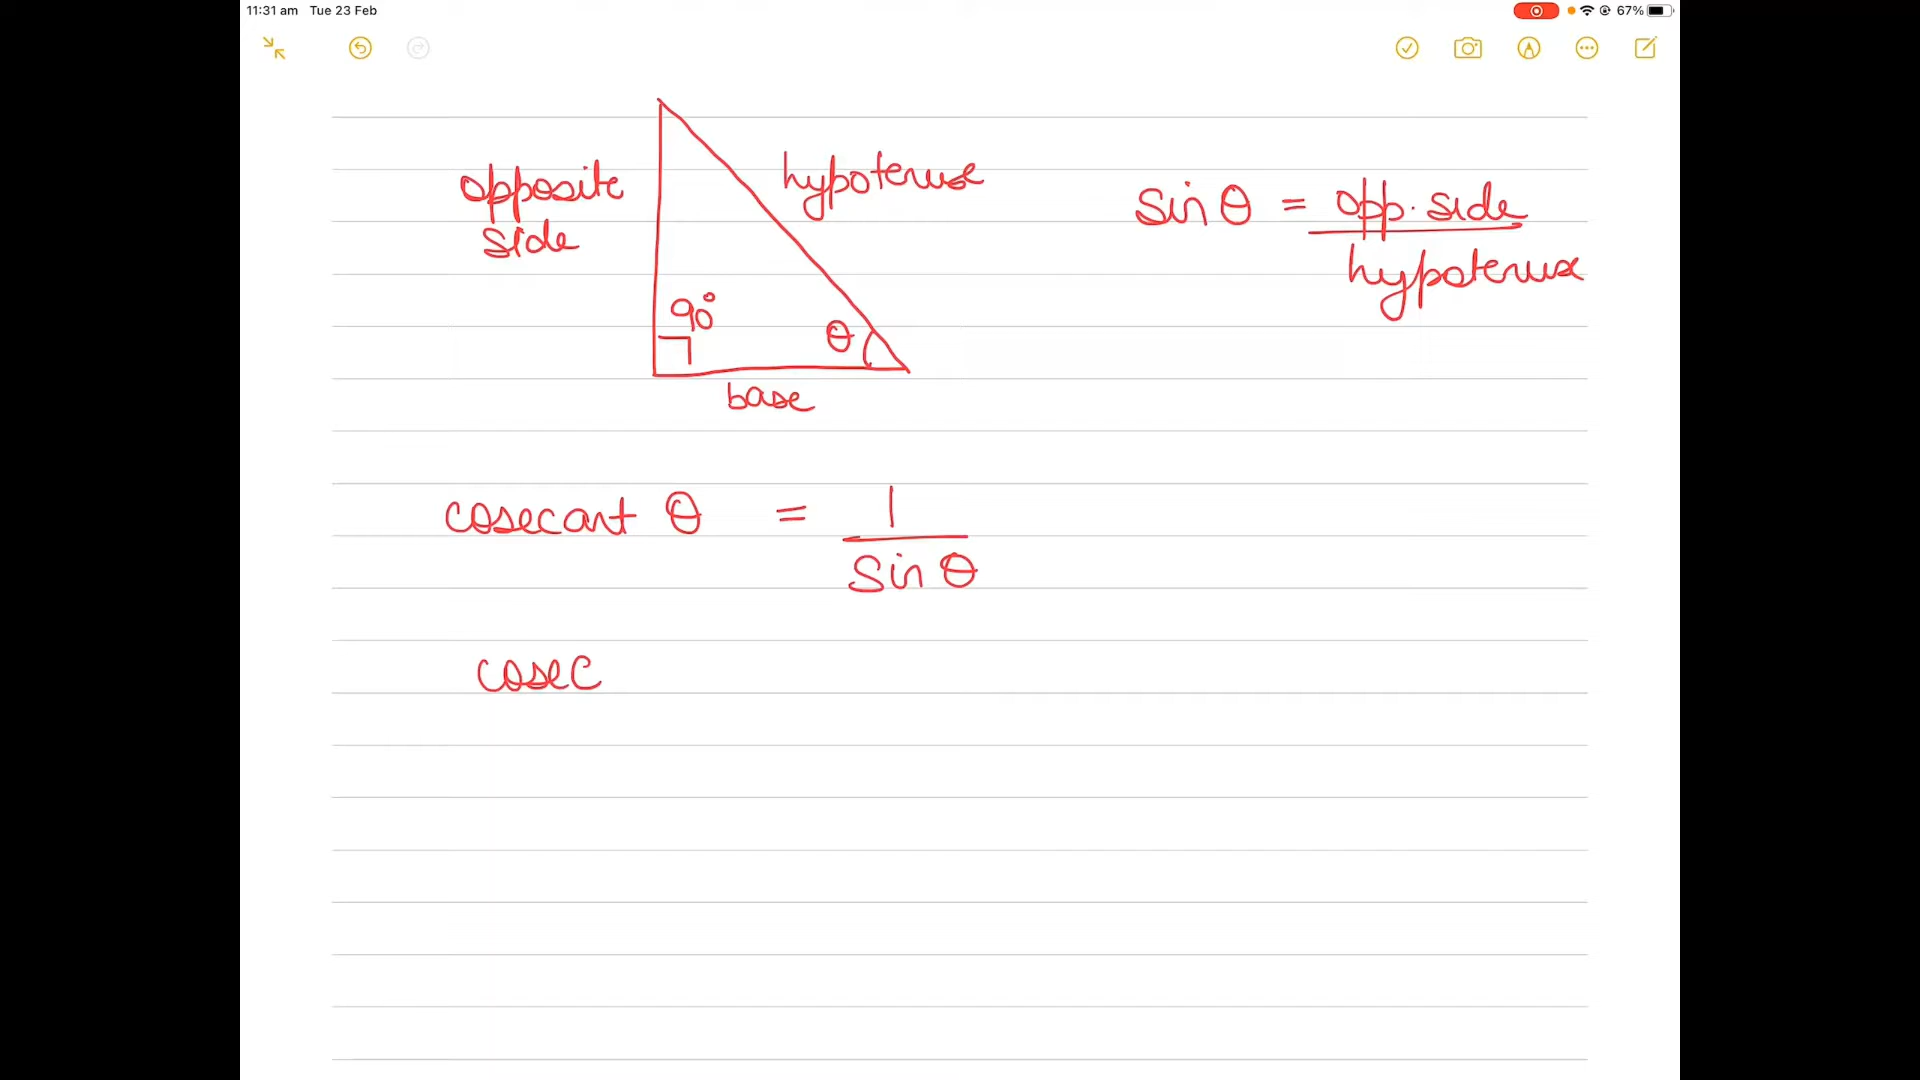 11:31 am Tue 23 Feb
67%
opposite
side
hypotenuse
90°
θ
base
sin θ = opp. side
hypotenuse
cosecant θ = 1
sin θ
cosec